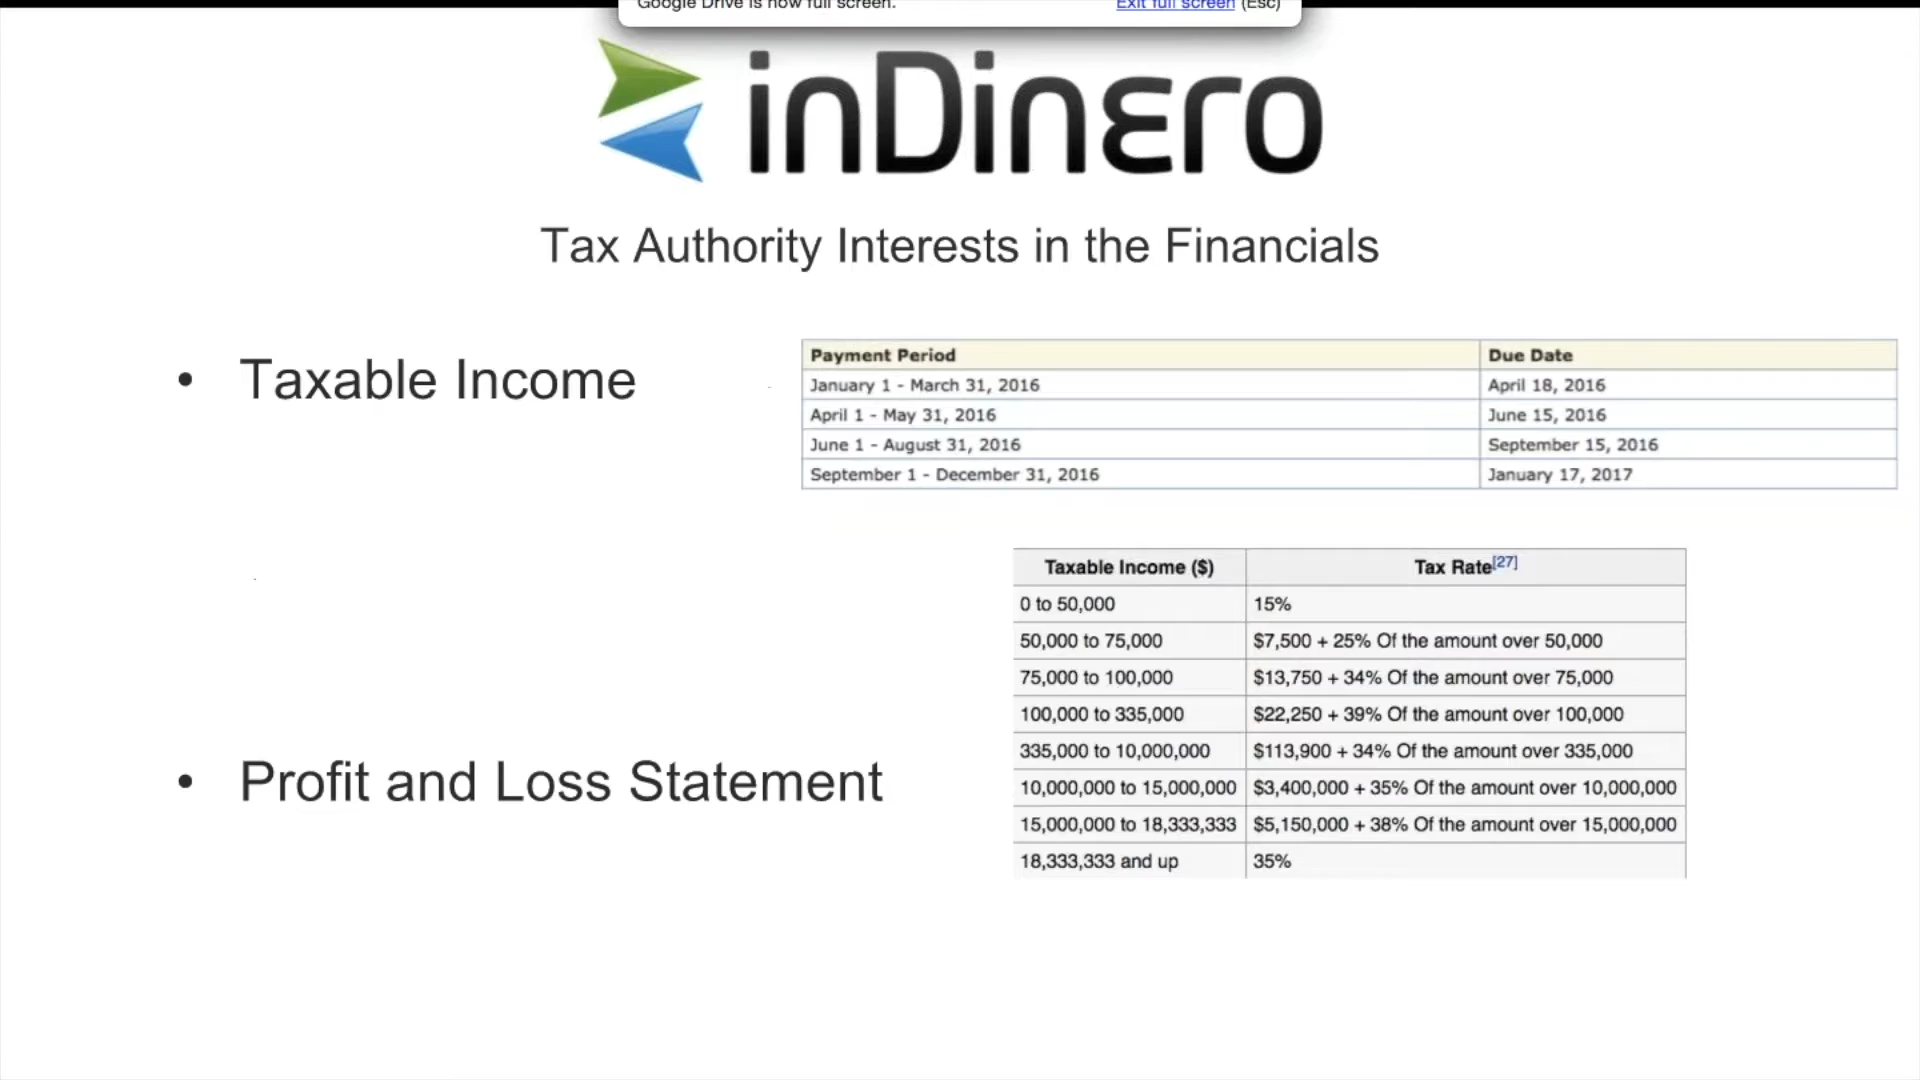 Google Drive is now full screen. Exit full screen (Esc)
inDinero
Tax Authority Interests in the Financials
• Taxable Income
Payment Period Due Date
January 1 - March 31, 2016 April 18, 2016
April 1 - May 31, 2016 June 15, 2016
June 1 - August 31, 2016 September 15, 2016
September 1 - December 31, 2016 January 17, 2017
Taxable Income ($) Tax Rate[27]
0 to 50,000 15%
50,000 to 75,000 $7,500 + 25% Of the amount over 50,000
75,000 to 100,000 $13,750 + 34% Of the amount over 75,000
100,000 to 335,000 $22,250 + 39% Of the amount over 100,000
335,000 to 10,000,000 $113,900 + 34% Of the amount over 335,000
10,000,000 to 15,000,000 $3,400,000 + 35% Of the amount over 10,000,000
15,000,000 to 18,333,333 $5,150,000 + 38% Of the amount over 15,000,000
18,333,333 and up 35%
• Profit and Loss Statement